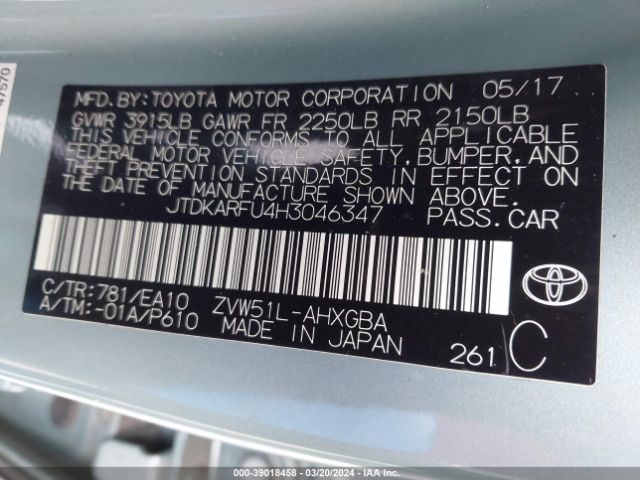 47570
MFD.BY:TOYOTA MOTOR CORPORATION 05/17
GVWR 3915LB GAWR FR 2250LB RR 2150LB
THIS VEHICLE CONFORMS TO ALL APPLICABLE
FEDERAL MOTOR VEHICLE SAFETY,BUMPER,AND
THEFT PREVENTION STANDARDS IN EFFECT ON
THE DATE OF MANUFACTURE SHOWN ABOVE.
JTDKARFU4H3046347 PASS.CAR
C/TR:781/EA10 ZVW51L-AHXGBA
A/TM:-01A/P610 MADE IN JAPAN
261 C
TOYOTA
000-39018458 - 03/20/2024 - IAA Inc.